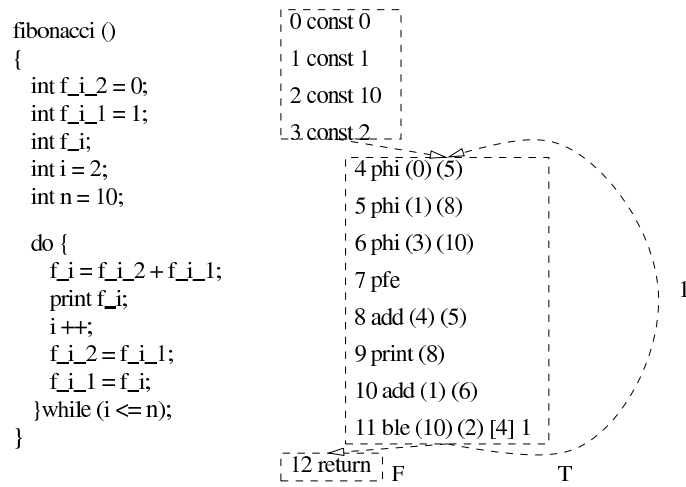 fibonacci ()
{
int f_i_2 = 0;
int f_i_1 = 1;
int f_i;
int i = 2;
int n = 10;
do {
f_i = f_i_2 + f_i_1;
print f_i;
i ++;
f_i_2 = f_i_1;
f_i_1 = f_i;
}while (i <= n);
}
0 const 0
1 const 1
2 const 10
3 const 2
4 phi (0) (5)
5 phi (1) (8)
6 phi (3) (10)
7 pfe
8 add (4) (5)
9 print (8)
10 add (1) (6)
11 ble (10) (2) [4] 1
1
12 return
F
T